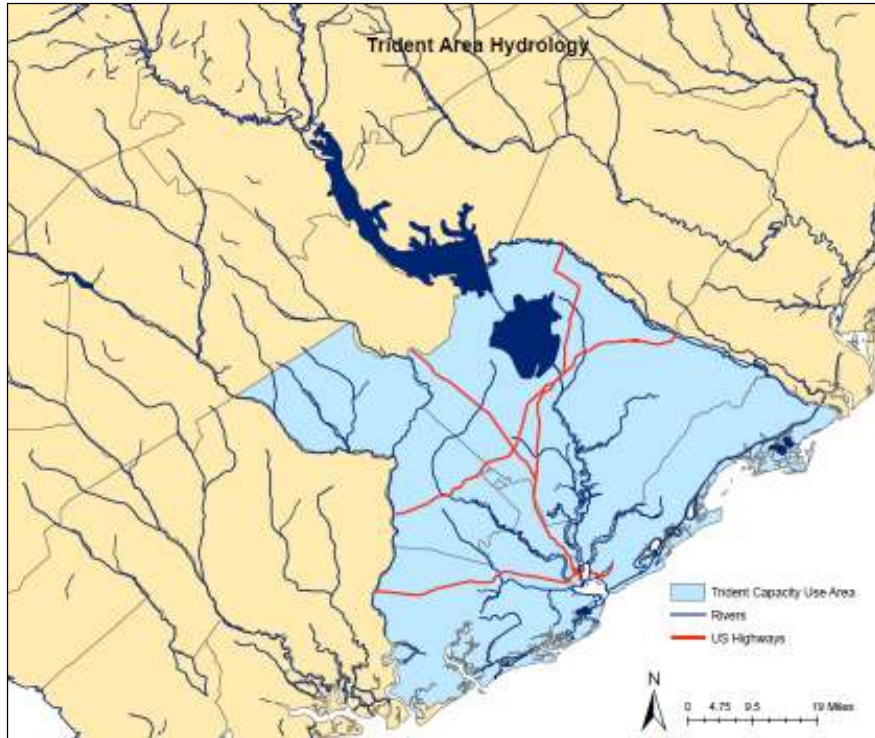 Trident Area Hydrology
Trident Capacity Use Area
Rivers
US Highways
N
0 4.75 9.5 19 Miles